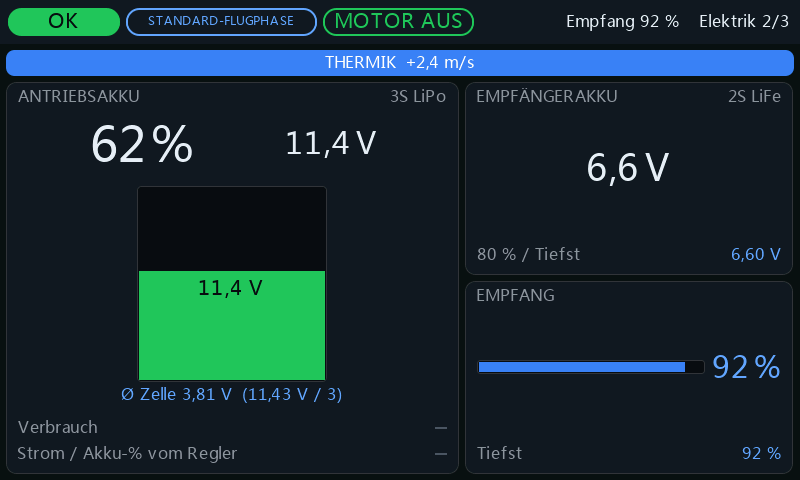 OK STANDARD-FLUGPHASE MOTOR AUS Empfang 92 % Elektrik 2/3
THERMIK +2,4 m/s
ANTRIEBSAKKU 3S LiPo
62 % 11,4 V
11,4 V
Ø Zelle 3,81 V (11,43 V / 3)
Verbrauch —
Strom / Akku-% vom Regler —
EMPFÄNGERAKKU 2S LiFe
6,6 V
80 % / Tiefst 6,60 V
EMPFANG
92 %
Tiefst 92 %